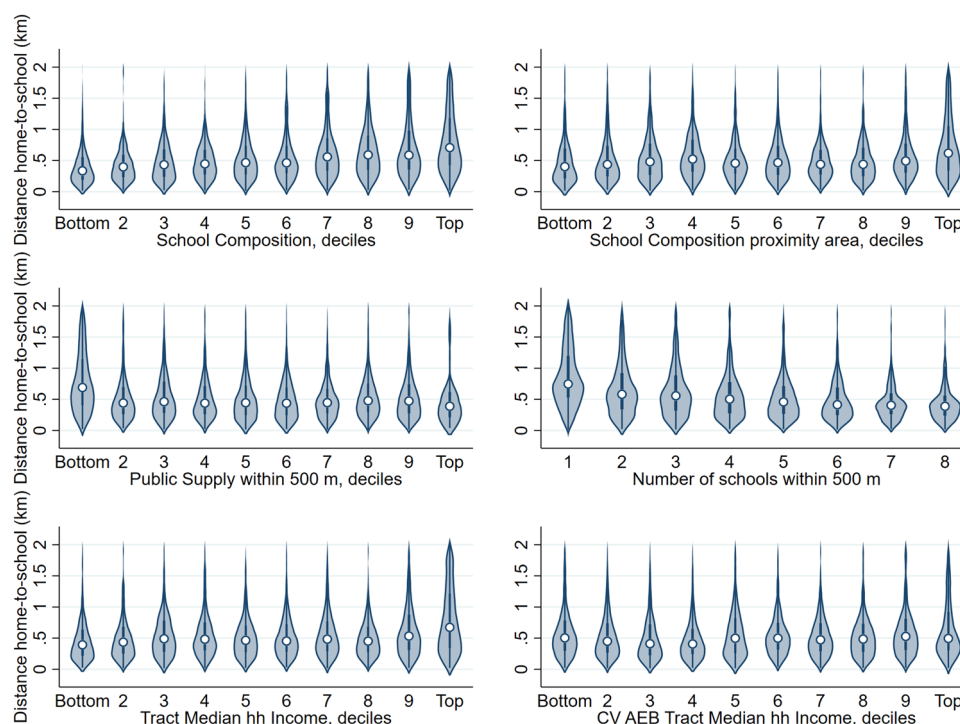 Distance home-to-school (km)
2
1.5
1
.5
0
Bottom 2 3 4 5 6 7 8 9 Top
School Composition, deciles
2
1.5
1
.5
0
Bottom 2 3 4 5 6 7 8 9 Top
School Composition proximity area, deciles
Distance home-to-school (km)
2
1.5
1
.5
0
Bottom 2 3 4 5 6 7 8 9 Top
Public Supply within 500 m, deciles
2
1.5
1
.5
0
1 2 3 4 5 6 7 8
Number of schools within 500 m
Distance home-to-school (km)
2
1.5
1
.5
0
Bottom 2 3 4 5 6 7 8 9 Top
Tract Median hh Income, deciles
2
1.5
1
.5
0
Bottom 2 3 4 5 6 7 8 9 Top
CV AEB Tract Median hh Income, deciles